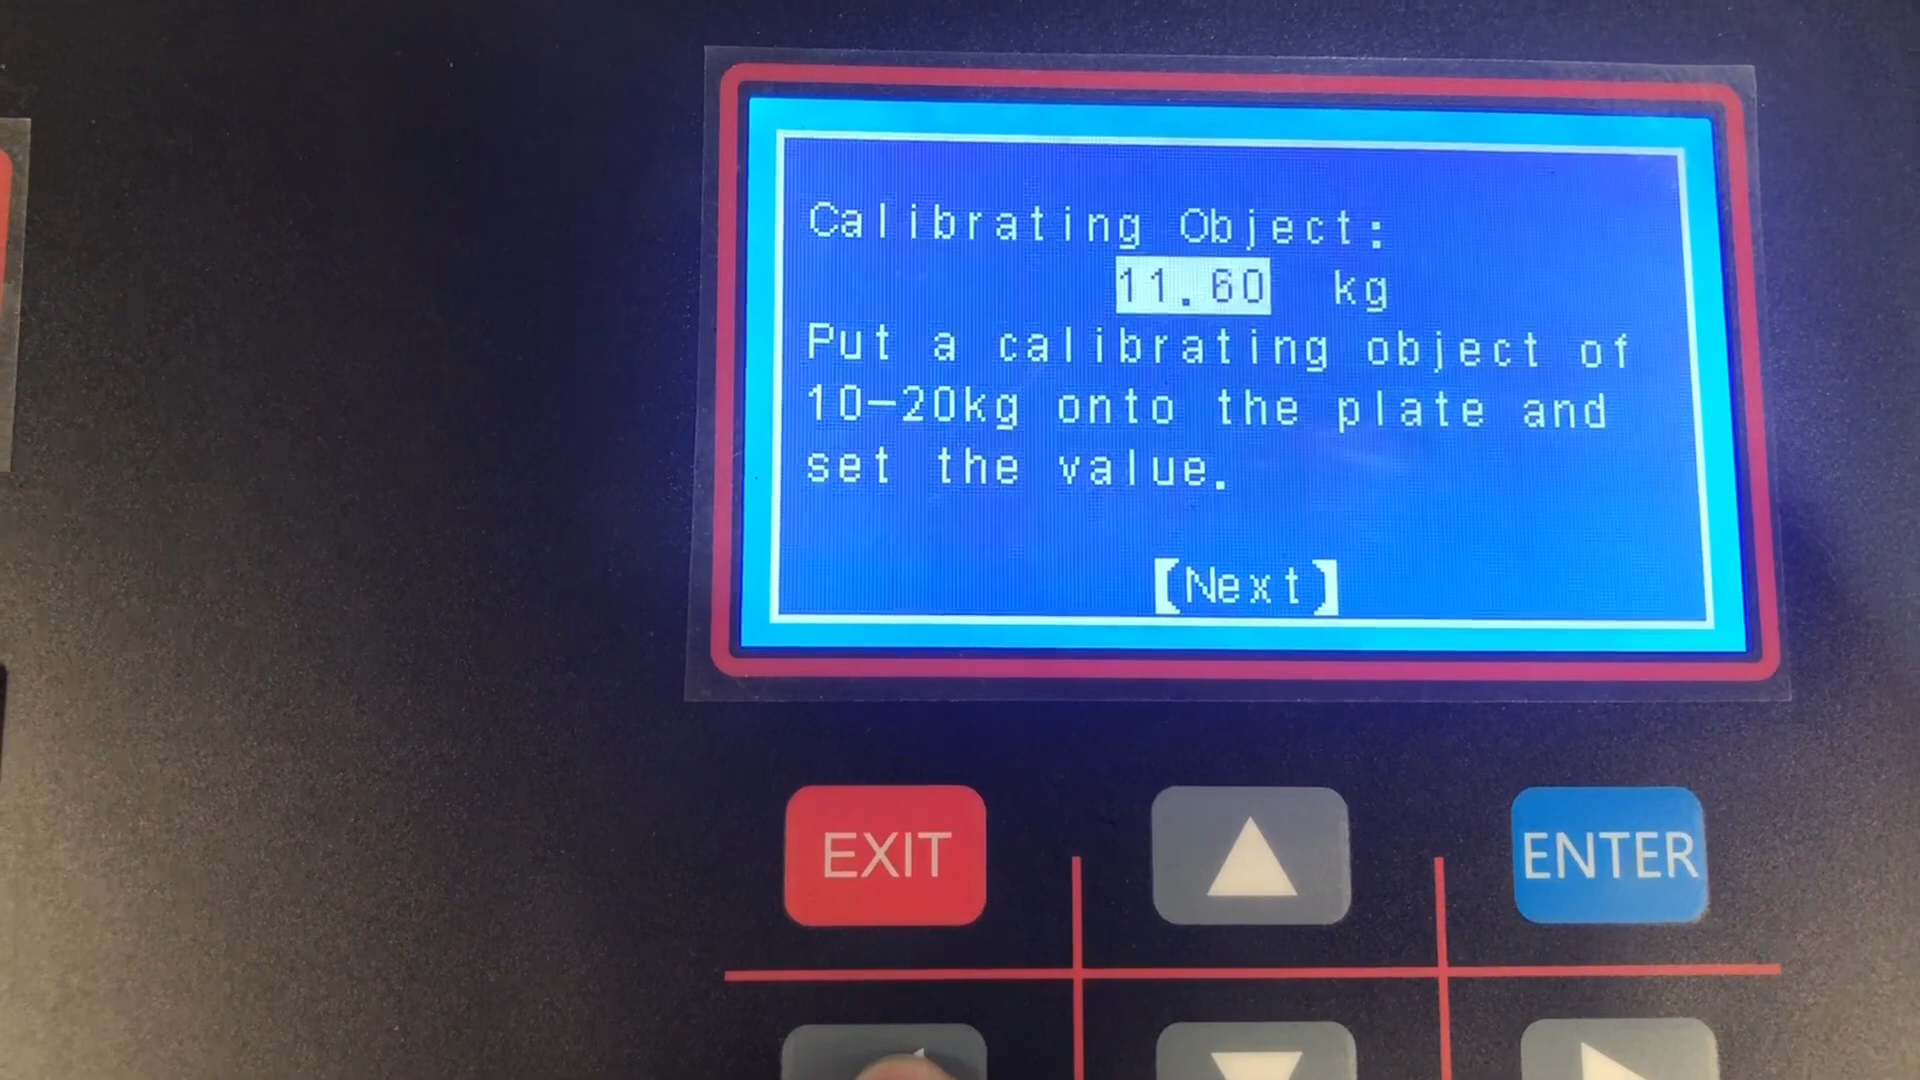 Calibrating Object:
11.60 kg
Put a calibrating object of
10-20kg onto the plate and
set the value.
【Next】
EXIT
ENTER